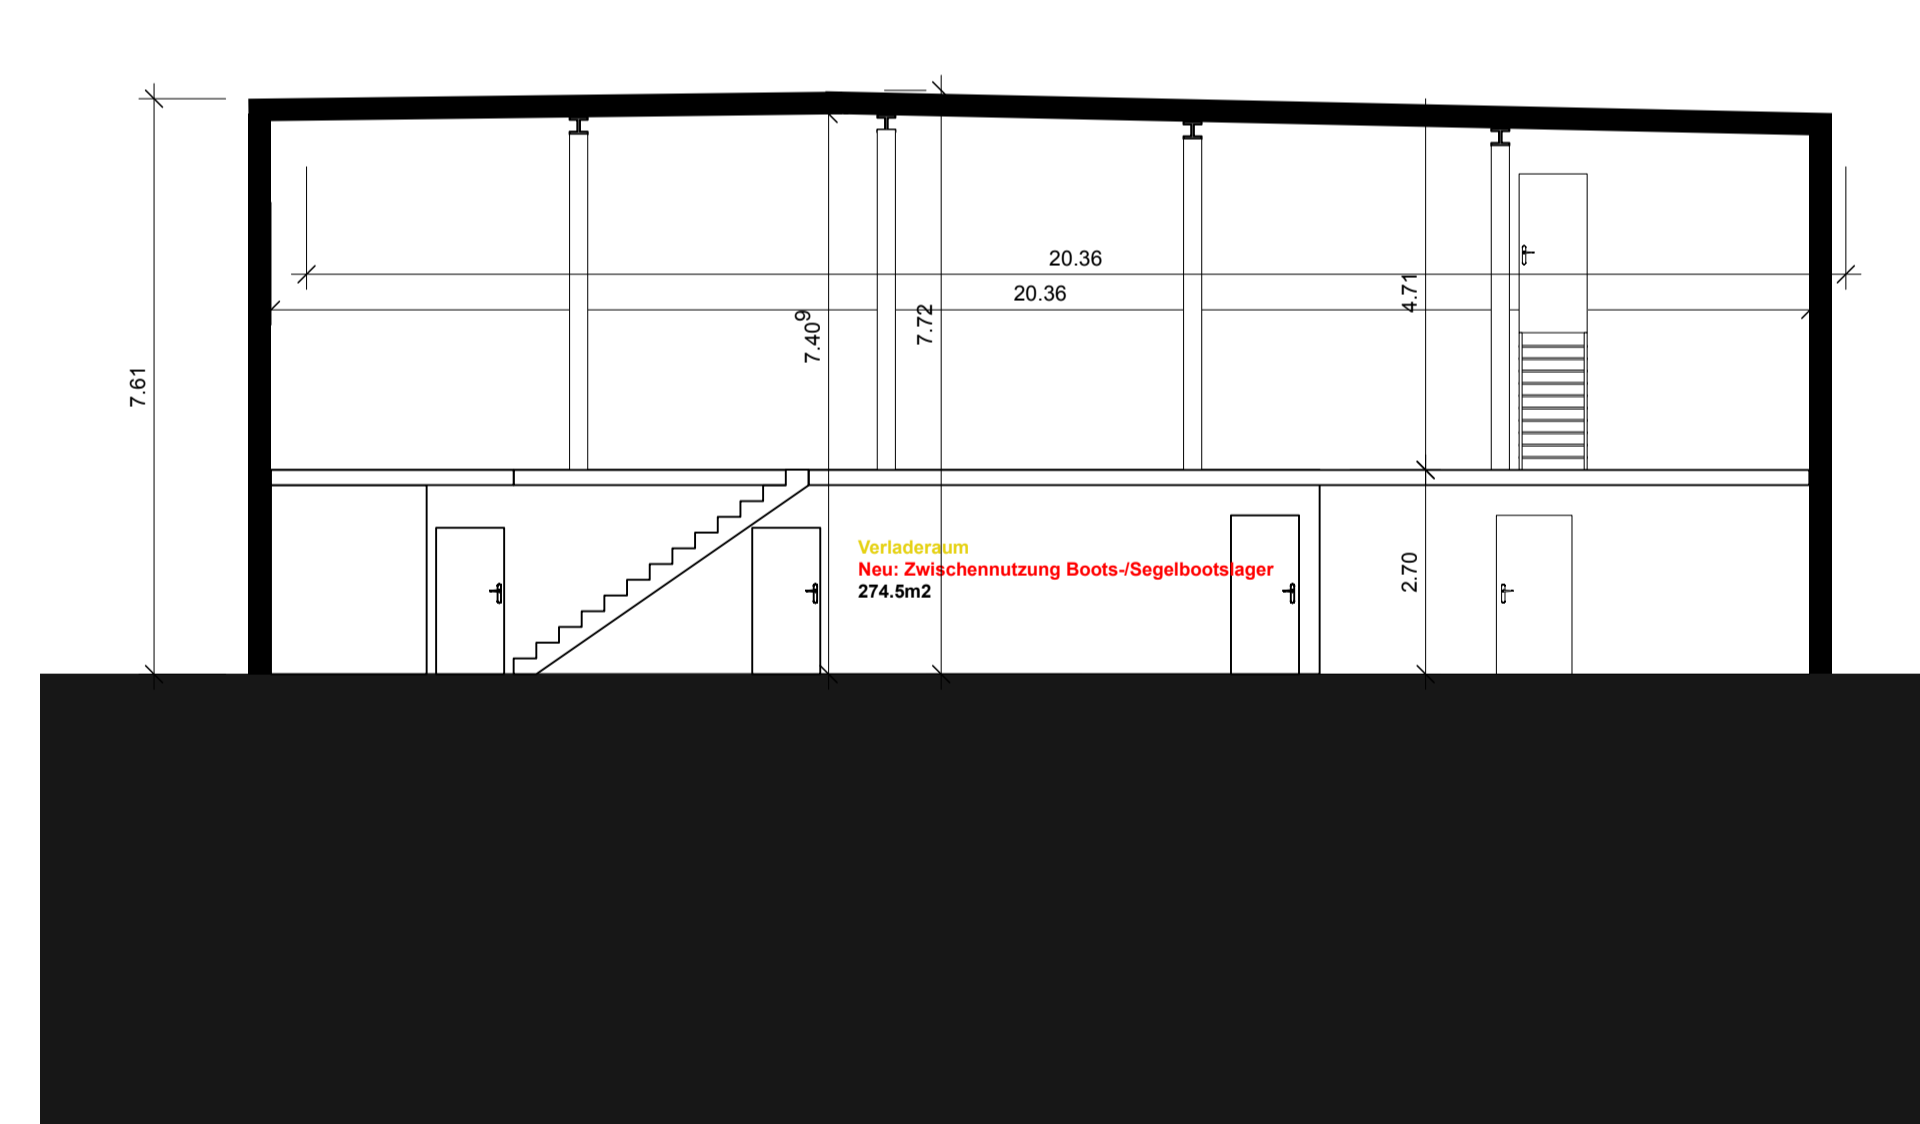 20.36
20.36
4.71
7.72
7.40⁹
7.61
Verladeraum
Neu: Zwischennutzung Boots-/Segelbootslager
274.5m2
2.70